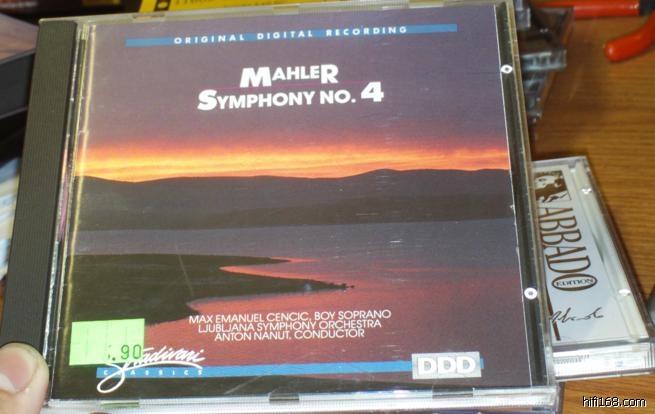 ORIGINAL DIGITAL RECORDING
MAHLER
SYMPHONY NO. 4
MAX EMANUEL CENCIC, BOY SOPRANO
LJUBLJANA SYMPHONY ORCHESTRA
ANTON NANUT, CONDUCTOR
.90
Stradivari
CLASSICS
DDD
ABBADO
EDITION
hifi168.com